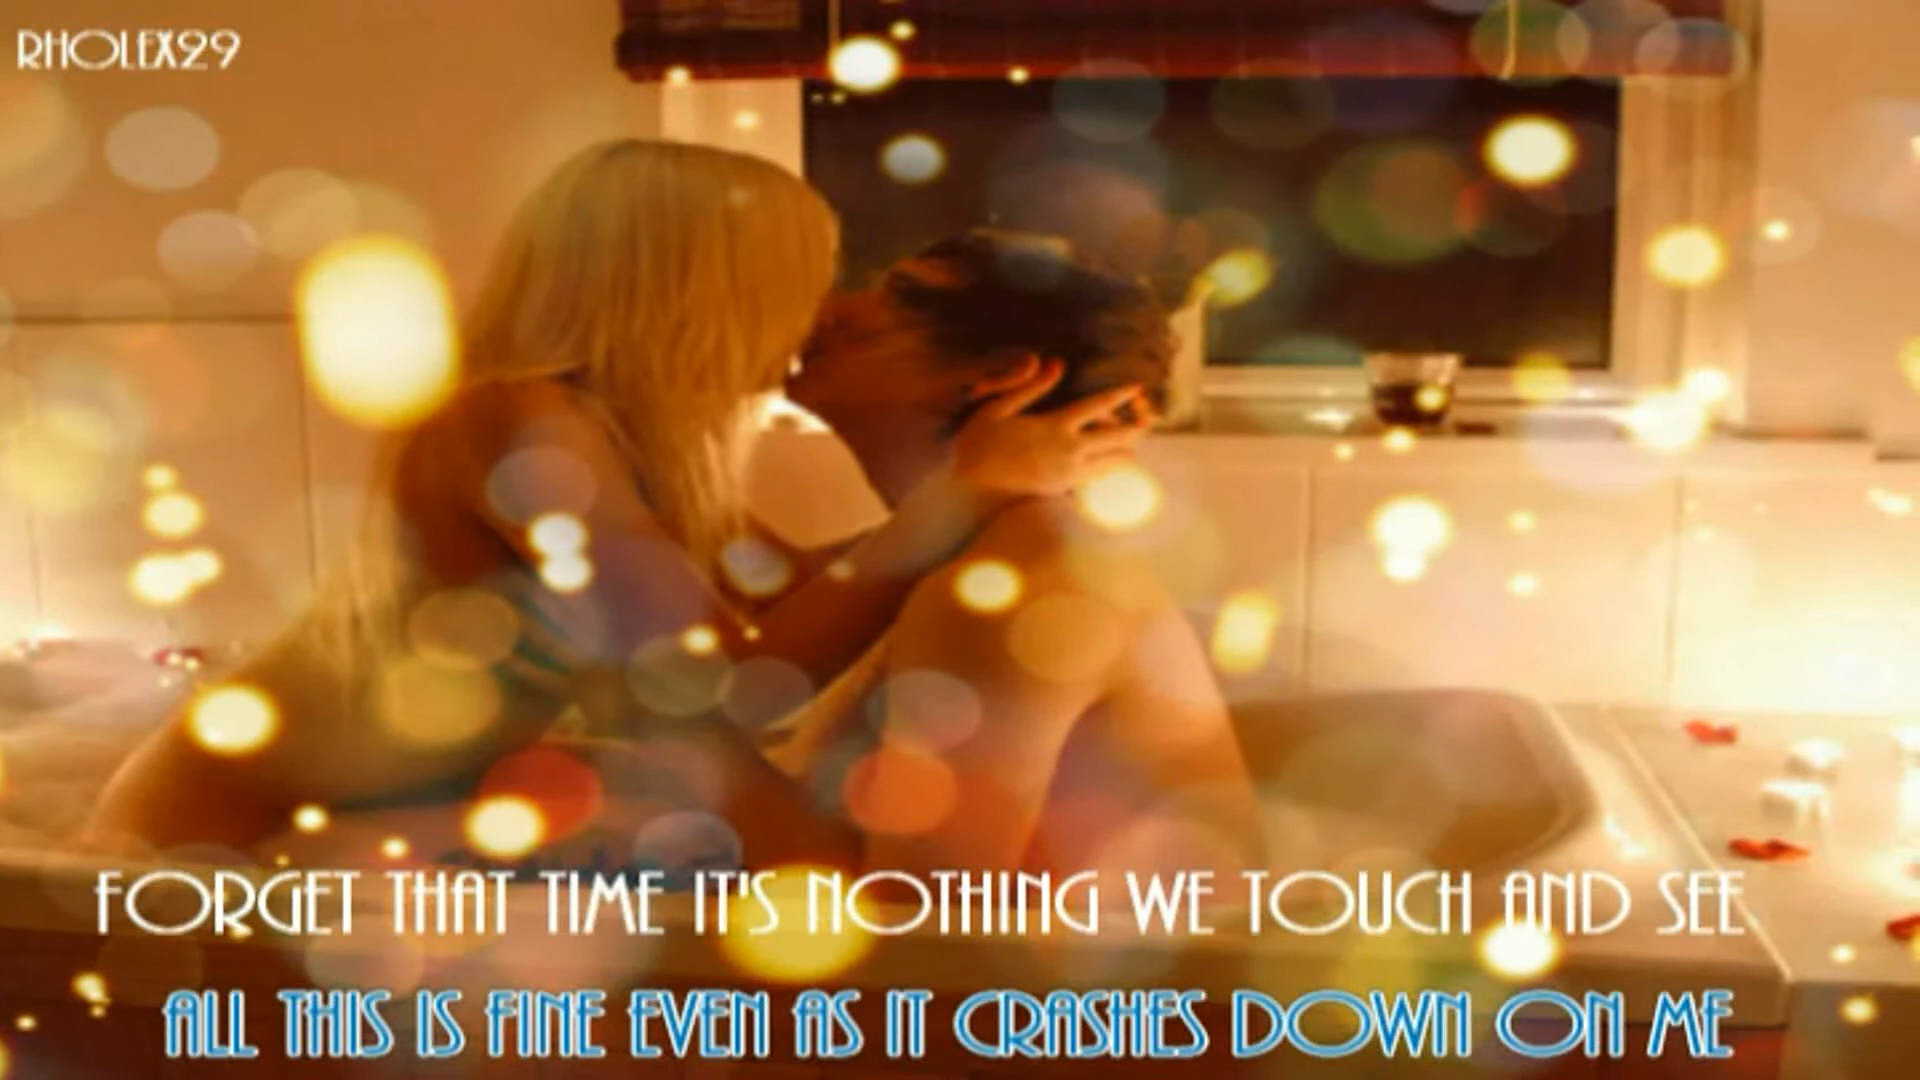 RHOLEX29
FORGET THAT TIME IT'S NOTHING WE TOUCH AND SEE
ALL THIS IS FINE EVEN AS IT CRASHES DOWN ON ME